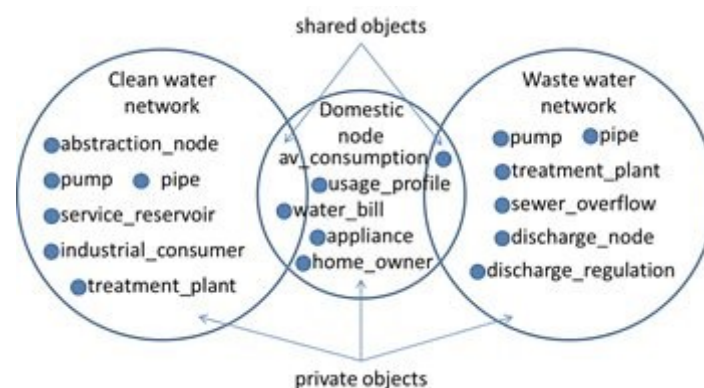 shared objects
Clean water
network
abstraction_node
pump pipe
service_reservoir
industrial_consumer
treatment_plant
Domestic
node
av_consumption
usage_profile
water_bill
appliance
home_owner
Waste water
network
pump pipe
treatment_plant
sewer_overflow
discharge_node
discharge_regulation
private objects